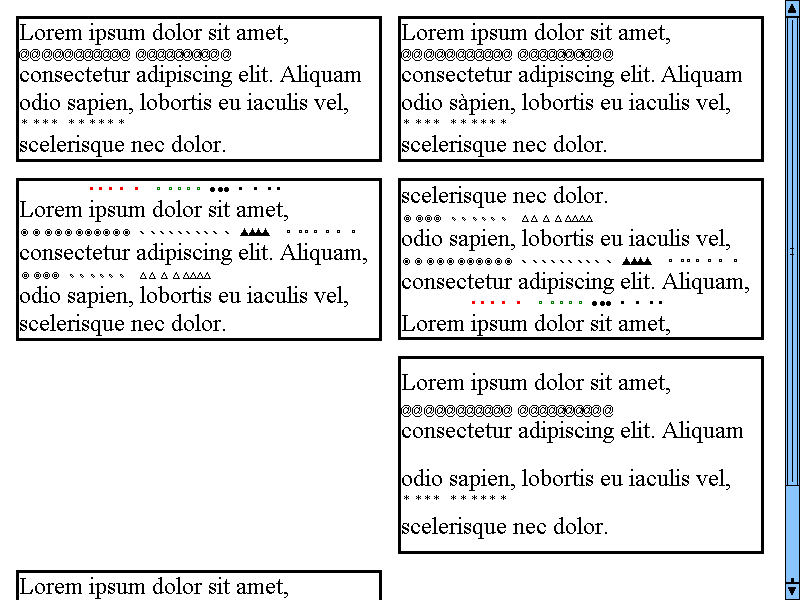 Lorem ipsum dolor sit amet,
consectetur adipiscing elit. Aliquam
odio sapien, lobortis eu iaculis vel,
scelerisque nec dolor.
Lorem ipsum dolor sit amet,
consectetur adipiscing elit. Aliquam
odio sàpien, lobortis eu iaculis vel,
scelerisque nec dolor.
Lorem ipsum dolor sit amet,
consectetur adipiscing elit. Aliquam,
odio sapien, lobortis eu iaculis vel,
scelerisque nec dolor.
scelerisque nec dolor.
odio sapien, lobortis eu iaculis vel,
consectetur adipiscing elit. Aliquam,
Lorem ipsum dolor sit amet,
Lorem ipsum dolor sit amet,
consectetur adipiscing elit. Aliquam
odio sapien, lobortis eu iaculis vel,
scelerisque nec dolor.
Lorem ipsum dolor sit amet,